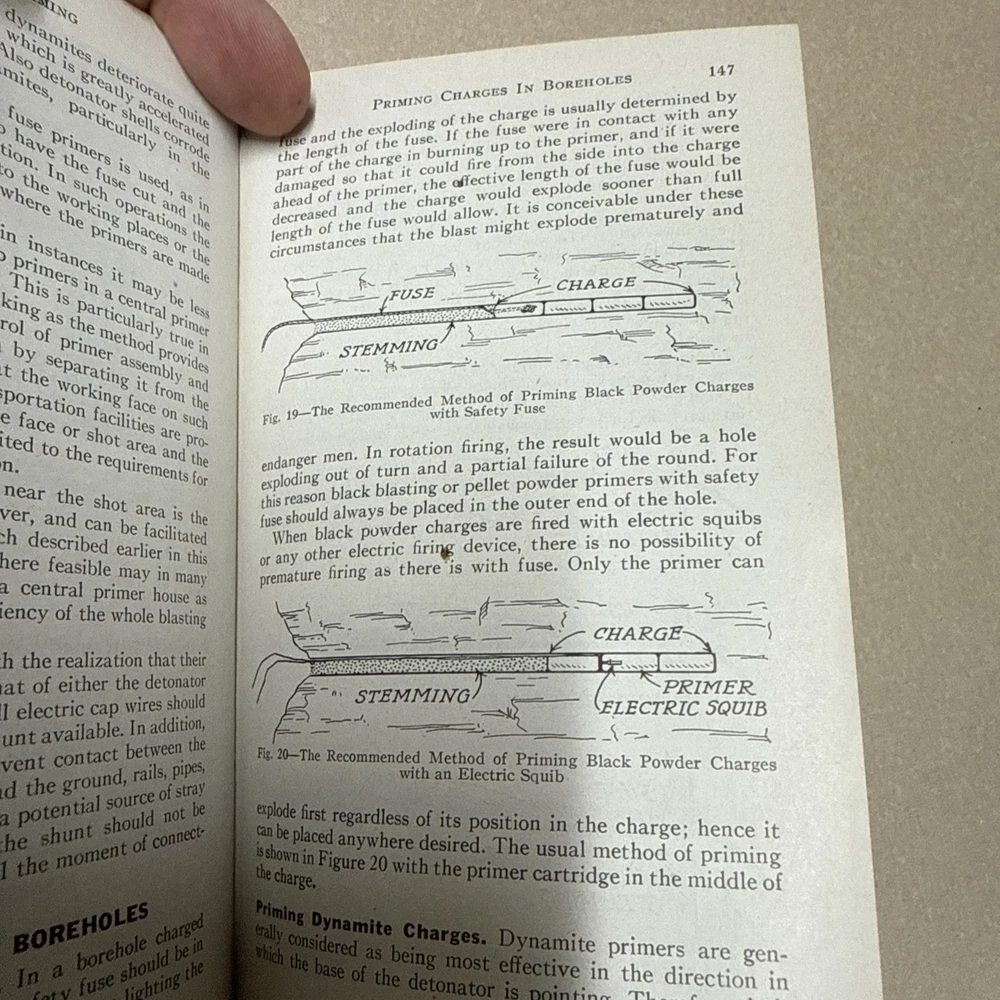 MING
dynamites deteriorate quite
which is greatly accelerated
Also detonator shells corrode
mites, particularly in the
fuse primers is used, as in
o have the fuse cut and the
tion. In such operations the
to the working places or the
where the primers are made
in instances it may be less
o primers in a central primer
This is particularly true in
king as the method provides
rol of primer assembly and
by separating it from the
at the working face on such
sportation facilities are pro-
e face or shot area and the
ited to the requirements for
on.
near the shot area is the
ver, and can be facilitated
ch described earlier in this
here feasible may in many
a central primer house as
iency of the whole blasting
th the realization that their
hat of either the detonator
ll electric cap wires should
unt available. In addition,
vent contact between the
nd the ground, rails, pipes,
a potential source of stray
the shunt should not be
l the moment of connect-
BOREHOLES
In a borehole charged
fety fuse should be in
lighting the
Priming Charges In Boreholes 147
fuse and the exploding of the charge is usually determined by
the length of the fuse. If the fuse were in contact with any
part of the charge in burning up to the primer, and if it were
damaged so that it could fire from the side into the charge
ahead of the primer, the effective length of the fuse would be
decreased and the charge would explode sooner than full
length of the fuse would allow. It is conceivable under these
circumstances that the blast might explode prematurely and
FUSE
CHARGE
STEMMING
Fig. 19—The Recommended Method of Priming Black Powder Charges
with Safety Fuse
endanger men. In rotation firing, the result would be a hole
exploding out of turn and a partial failure of the round. For
this reason black blasting or pellet powder primers with safety
fuse should always be placed in the outer end of the hole.
When black powder charges are fired with electric squibs
or any other electric firing device, there is no possibility of
premature firing as there is with fuse. Only the primer can
CHARGE
STEMMING
PRIMER
ELECTRIC SQUIB
Fig. 20—The Recommended Method of Priming Black Powder Charges
with an Electric Squib
explode first regardless of its position in the charge; hence it
can be placed anywhere desired. The usual method of priming
is shown in Figure 20 with the primer cartridge in the middle of
the charge.
Priming Dynamite Charges. Dynamite primers are gen-
erally considered as being most effective in the direction in
which the base of the detonator is pointing.